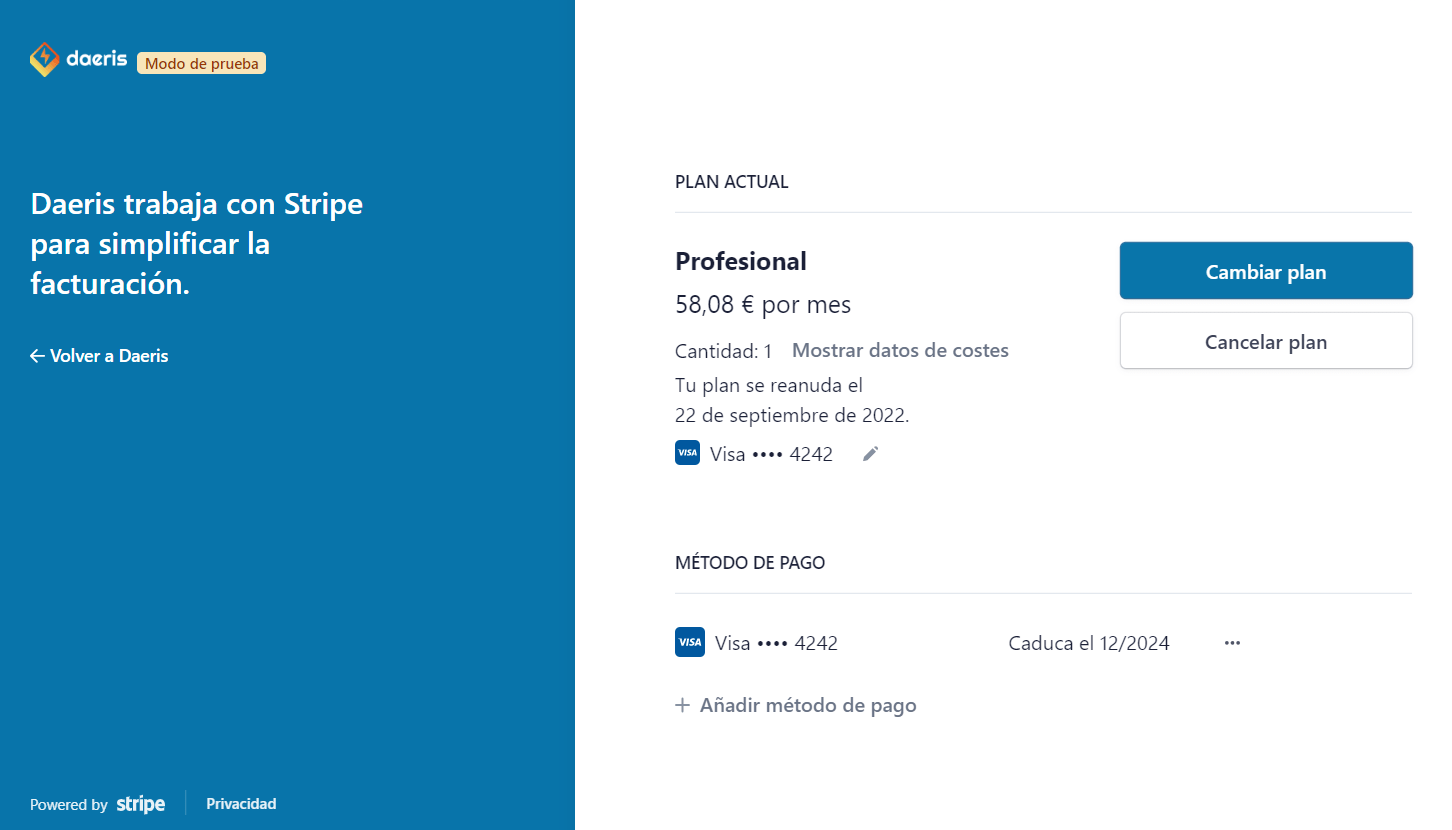 daeris Modo de prueba
Daeris trabaja con Stripe
para simplificar la
facturación.
← Volver a Daeris
Powered by stripe Privacidad
PLAN ACTUAL
Profesional
58,08 € por mes
Cantidad: 1 Mostrar datos de costes
Tu plan se reanuda el
22 de septiembre de 2022.
VISA Visa •••• 4242
Cambiar plan
Cancelar plan
MÉTODO DE PAGO
VISA Visa •••• 4242 Caduca el 12/2024 •••
+ Añadir método de pago